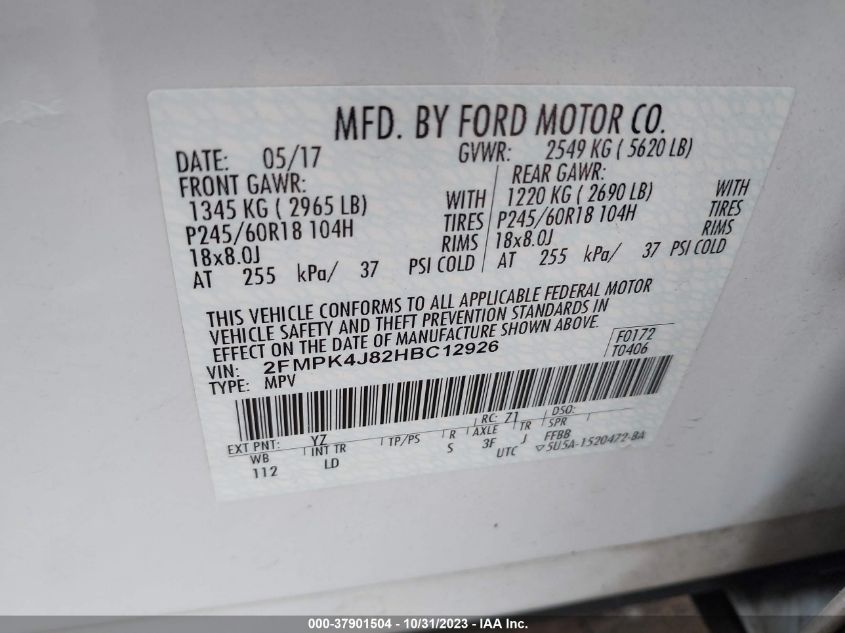 MFD. BY FORD MOTOR CO.
DATE: 05/17 GVWR: 2549 KG ( 5620 LB)
FRONT GAWR: REAR GAWR:
1345 KG ( 2965 LB) WITH 1220 KG ( 2690 LB) WITH
P245/60R18 104H TIRES P245/60R18 104H TIRES
18x8.0J RIMS 18x8.0J RIMS
AT 255 kPa/ 37 PSI COLD AT 255 kPa/ 37 PSI COLD
THIS VEHICLE CONFORMS TO ALL APPLICABLE FEDERAL MOTOR
VEHICLE SAFETY AND THEFT PREVENTION STANDARDS IN
EFFECT ON THE DATE OF MANUFACTURE SHOWN ABOVE.
VIN: 2FMPK4J82HBC12926 F0172
TYPE: MPV T0406
EXT PNT: YZ RC: Z1 DSO:
WB INT TR TP/PS R AXLE TR SPR
112 LD S 3F J FFBB
UTC ▽5U5A-1520472-BA
000-37901504 - 10/31/2023 - IAA Inc.